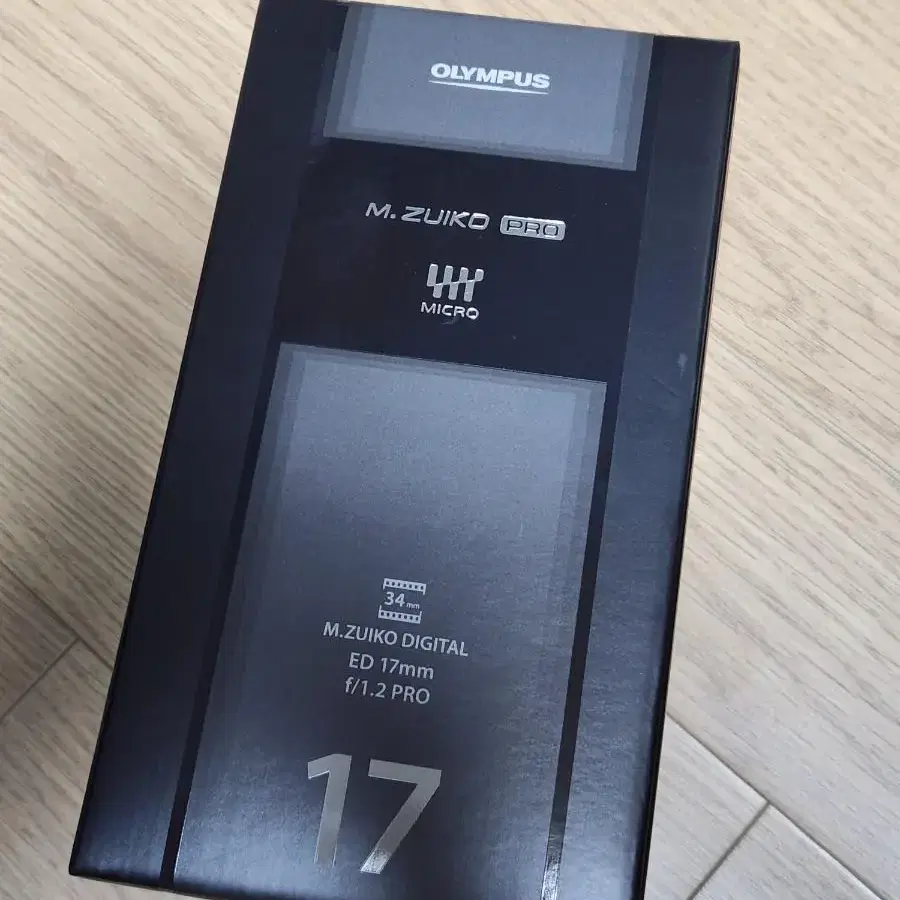 OLYMPUS
M. ZUIKO PRO
MICRO
34 mm
M.ZUIKO DIGITAL
ED 17mm
f/1.2 PRO
17